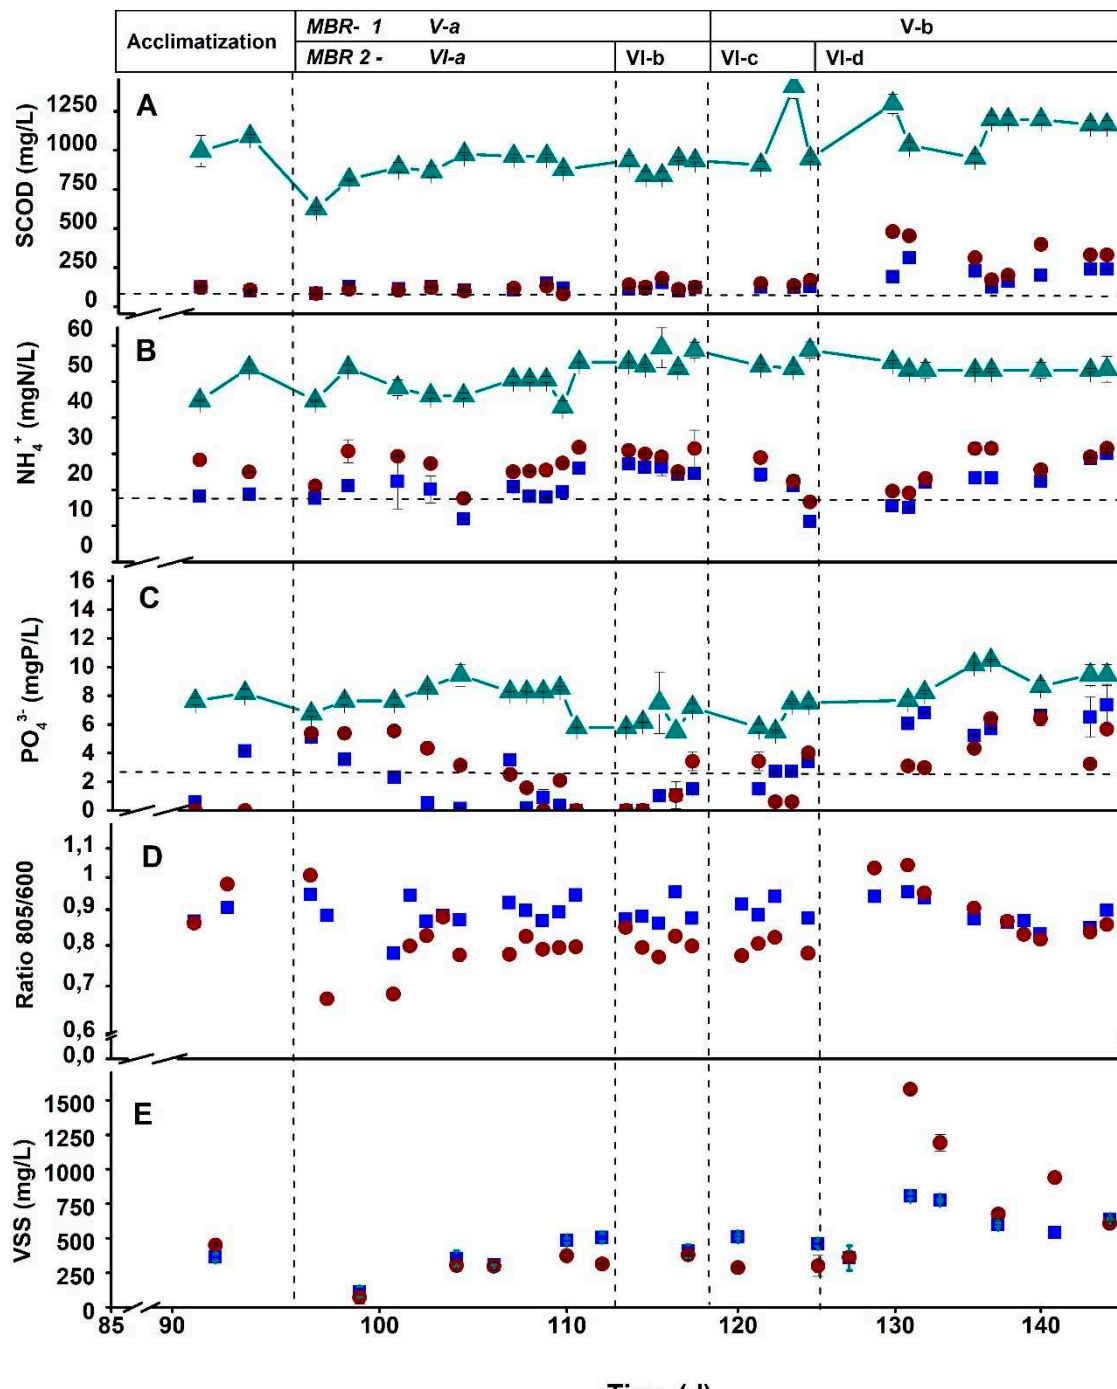 Acclimatization
MBR- 1 V-a V-b
MBR 2 - VI-a VI-b VI-c VI-d
A
SCOD (mg/L)
1250
1000
750
500
250
0
B
NH4+ (mgN/L)
60
50
40
30
20
10
0
C
PO43- (mgP/L)
16
14
12
10
8
6
4
2
0
D
Ratio 805/600
1,1
1
0,9
0,8
0,7
0,6
0,0
E
VSS (mg/L)
1500
1250
1000
750
500
250
0
85 90 100 110 120 130 140
Time (d)